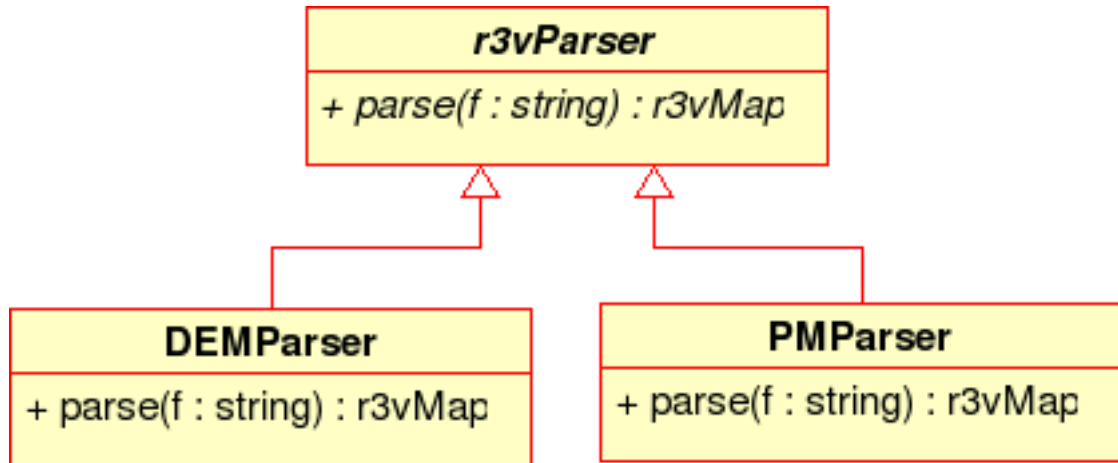 r3vParser
+ parse(f : string) : r3vMap
DEMParser
+ parse(f : string) : r3vMap
PMParser
+ parse(f : string) : r3vMap